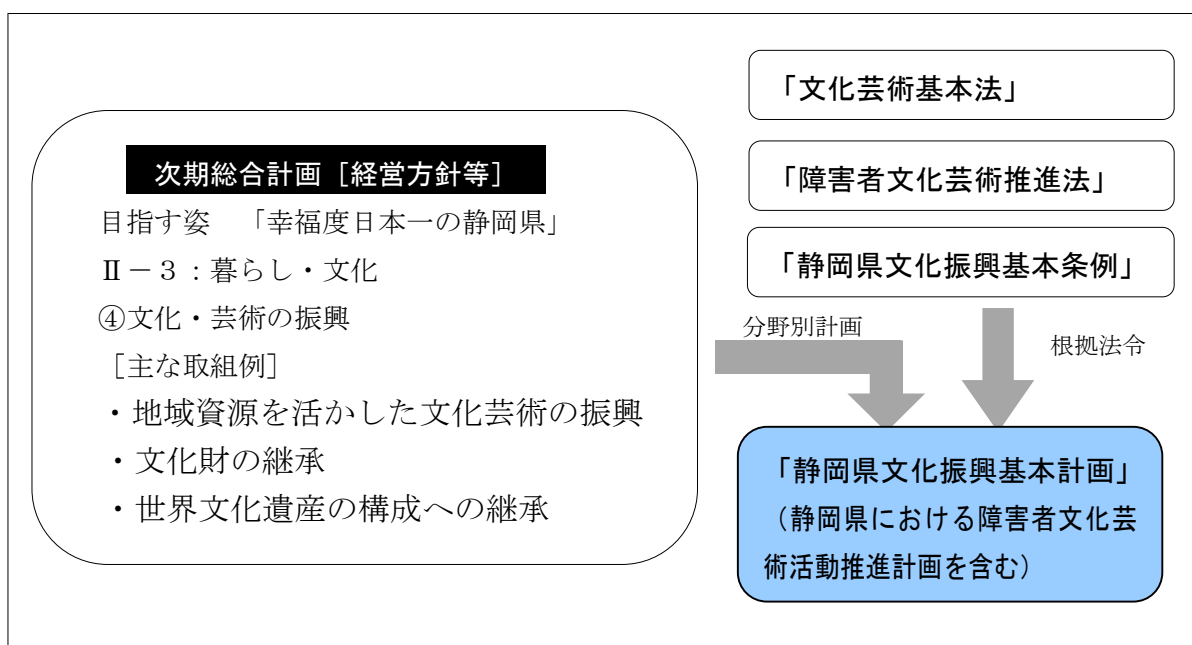 次期総合計画［経営方針等］
目指す姿　「幸福度日本一の静岡県」
Ⅱ－３：暮らし・文化
④文化・芸術の振興
［主な取組例］
・地域資源を活かした文化芸術の振興
・文化財の継承
・世界文化遺産の構成への継承
「文化芸術基本法」
「障害者文化芸術推進法」
「静岡県文化振興基本条例」
分野別計画
根拠法令
「静岡県文化振興基本計画」
（静岡県における障害者文化芸
術活動推進計画を含む）